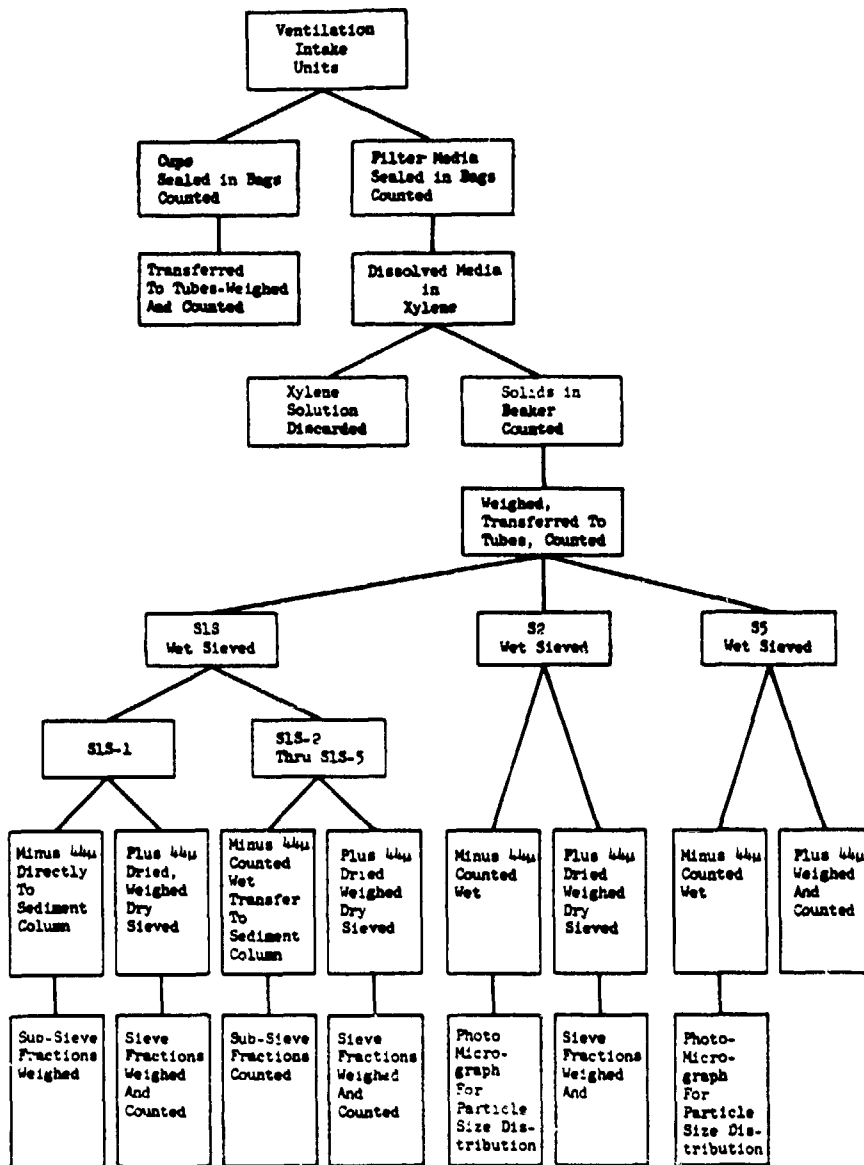 Ventilation
Intake
Units
Cups
Sealed in Bags
Counted
Filter Media
Sealed in Bags
Counted
Transferred
To Tubes-Weighed
And Counted
Dissolved Media
in
Xylene
Xylene
Solution
Discarded
Solids in
Beaker
Counted
Weighed,
Transferred To
Tubes, Counted
S1S
Wet Sieved
S2
Wet Sieved
S5
Wet Sieved
S1S-1
S1S-2
Thru S1S-5
Minus 44μ
Directly
To
Sediment
Column
Plus 44μ
Dried,
Weighed
Dry
Sieved
Minus 44μ
Counted
Wet
Transfer
To
Sediment
Column
Plus 44μ
Dried
Weighed
Dry
Sieved
Minus 44μ
Counted
Wet
Plus 44μ
Dried
Weighed
Dry
Sieved
Minus 44μ
Counted
Wet
Plus 44μ
Weighed
And
Counted
Sub-Sieve
Fractions
Weighed
Sieve
Fractions
Weighed
And
Counted
Sub-Sieve
Fractions
Counted
Sieve
Fractions
Weighed
And
Counted
Photo
Micro-
graph
For
Particle
Size Dis-
tribution
Sieve
Fractions
Weighed
And
Photo-
Micro-
graph
For
Particle
Size Dis-
tribution